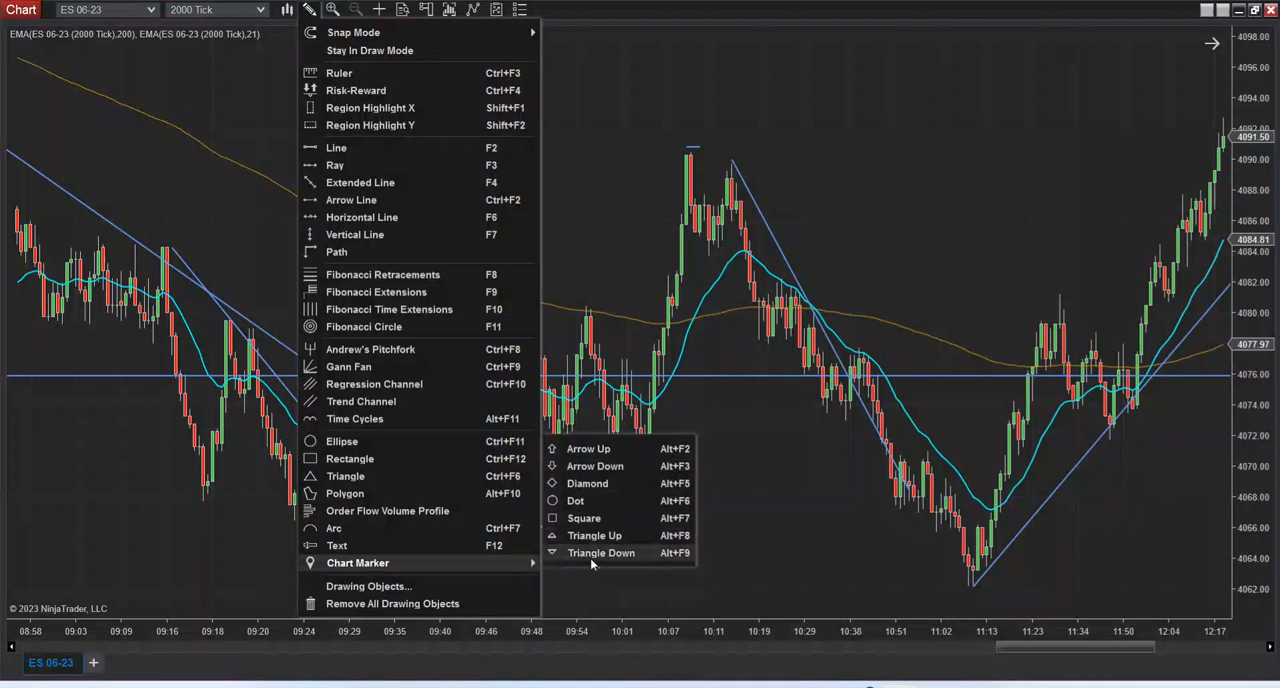 Chart ES 06-23 2000 Tick
EMA(ES 06-23 (2000 Tick),200), EMA(ES 06-23 (2000 Tick),21)
Snap Mode
Stay In Draw Mode
Ruler Ctrl+F3
Risk-Reward Ctrl+F4
Region Highlight X Shift+F1
Region Highlight Y Shift+F2
Line F2
Ray F3
Extended Line F4
Arrow Line Ctrl+F2
Horizontal Line F6
Vertical Line F7
Path
Fibonacci Retracements F8
Fibonacci Extensions F9
Fibonacci Time Extensions F10
Fibonacci Circle F11
Andrew's Pitchfork Ctrl+F8
Gann Fan Ctrl+F9
Regression Channel Ctrl+F10
Trend Channel
Time Cycles Alt+F11
Ellipse Ctrl+F11
Rectangle Ctrl+F12
Triangle Ctrl+F6
Polygon Alt+F10
Order Flow Volume Profile
Arc Ctrl+F7
Text F12
Chart Marker
Drawing Objects...
Remove All Drawing Objects
Arrow Up Alt+F2
Arrow Down Alt+F3
Diamond Alt+F5
Dot Alt+F6
Square Alt+F7
Triangle Up Alt+F8
Triangle Down Alt+F9
4098.00
4096.00
4094.00
4092.00
4091.50
4090.00
4088.00
4086.00
4084.81
4084.00
4082.00
4080.00
4077.97
4076.00
4074.00
4072.00
4070.00
4068.00
4066.00
4064.00
4062.00
© 2023 NinjaTrader, LLC
08:58 09:03 09:09 09:16 09:18 09:20 09:24 09:29 09:35 09:40 09:46 09:48 09:54 10:01 10:07 10:11 10:19 10:29 10:38 10:51 11:02 11:13 11:23 11:34 11:50 12:04 12:17
ES 06-23 +